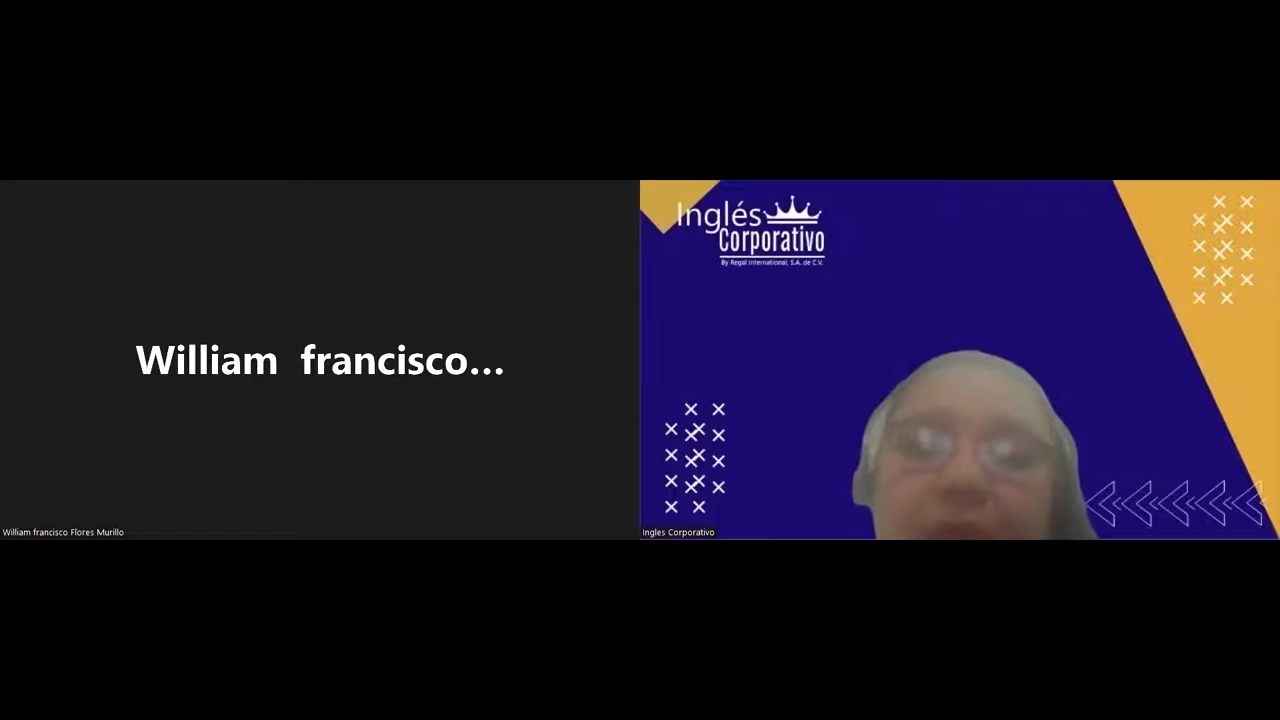 William francisco...
William francisco Flores Murillo
Inglés
Corporativo
By Regal International, S.A. de C.V.
Ingles Corporativo